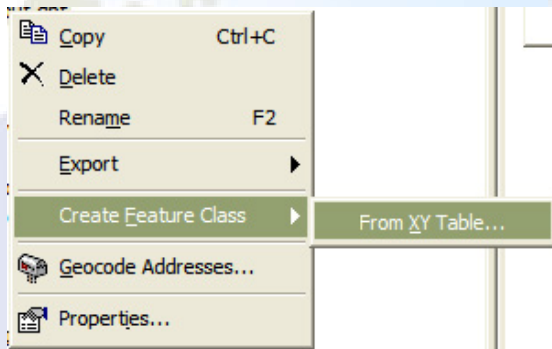 Copy Ctrl+C
Delete
Rename F2
Export
Create Feature Class
From XY Table...
Geocode Addresses...
Properties...